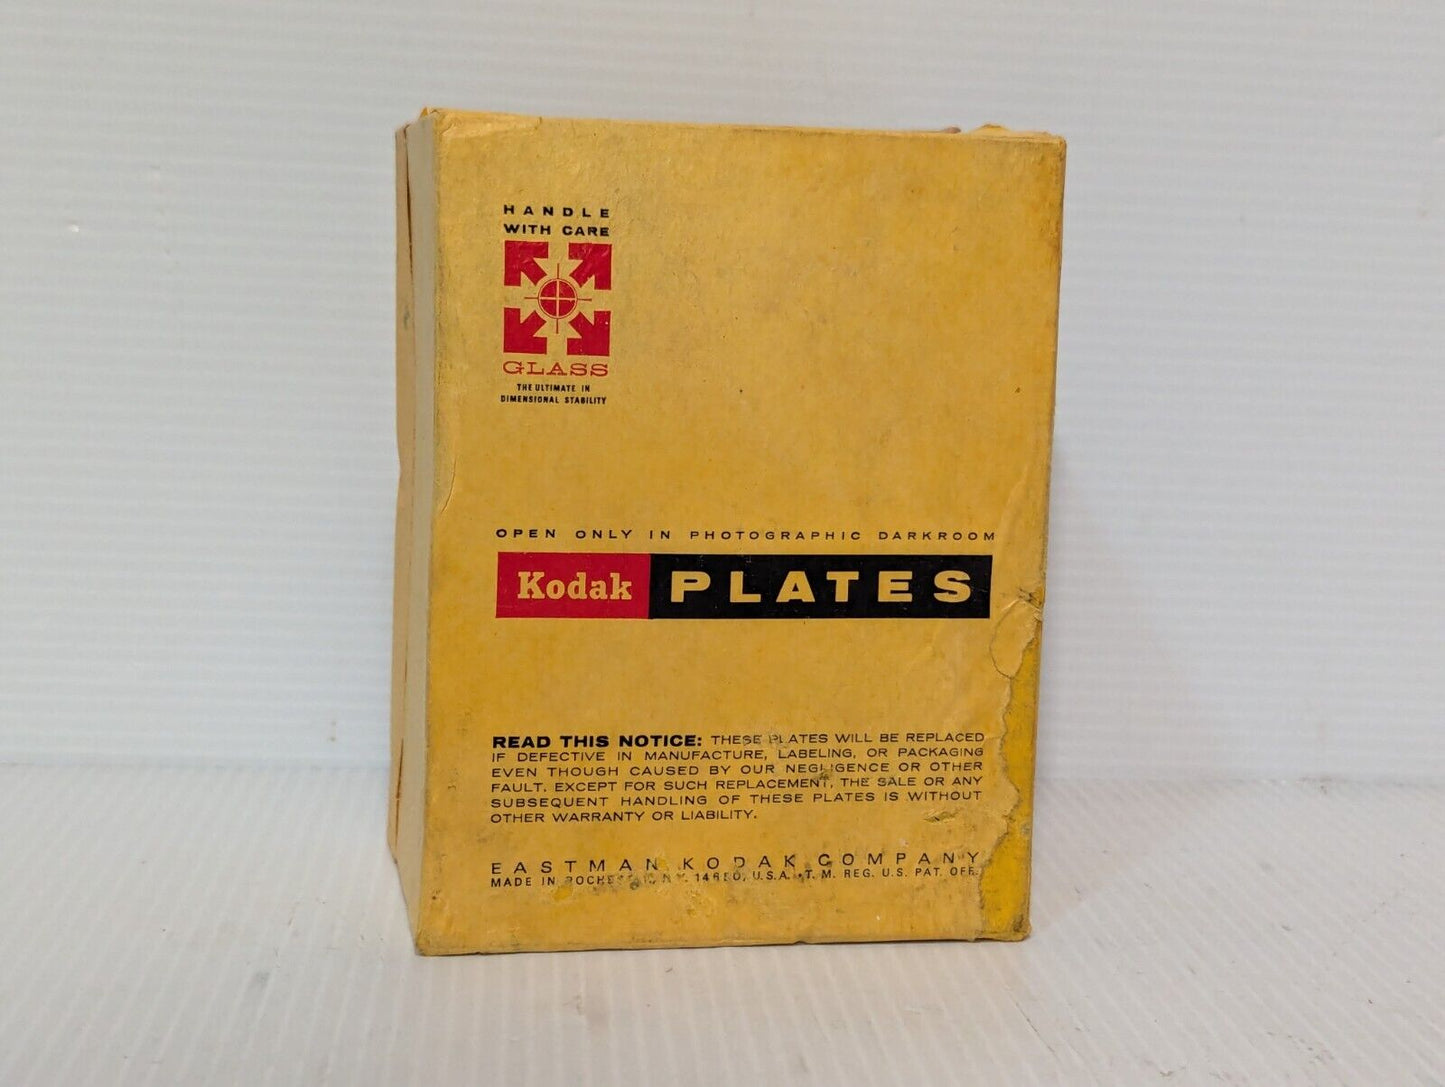 HANDLE
WITH CARE
GLASS
THE ULTIMATE IN
DIMENSIONAL STABILITY
OPEN ONLY IN PHOTOGRAPHIC DARKROOM
Kodak PLATES
READ THIS NOTICE: THESE PLATES WILL BE REPLACED
IF DEFECTIVE IN MANUFACTURE, LABELING, OR PACKAGING
EVEN THOUGH CAUSED BY OUR NEGLIGENCE OR OTHER
FAULT. EXCEPT FOR SUCH REPLACEMENT, THE SALE OR ANY
SUBSEQUENT HANDLING OF THESE PLATES IS WITHOUT
OTHER WARRANTY OR LIABILITY.
EASTMAN KODAK COMPANY
MADE IN ROCHESTER, N.Y. 14650, U.S.A. T. M. REG. U.S. PAT. OFF.